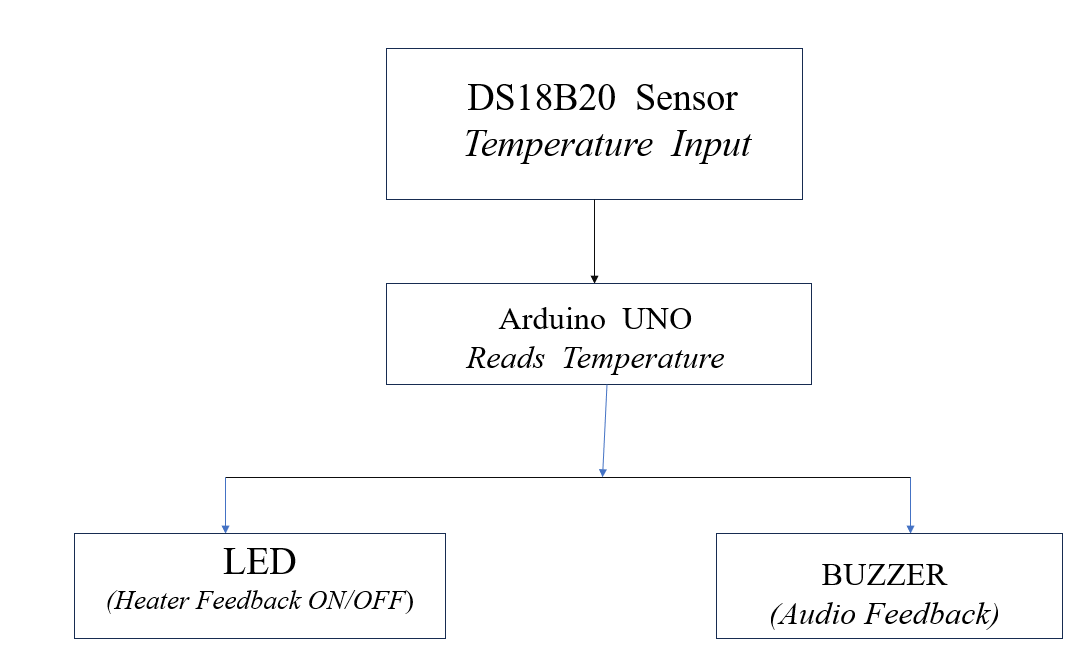 DS18B20 Sensor
Temperature Input
Arduino UNO
Reads Temperature
LED
(Heater Feedback ON/OFF)
BUZZER
(Audio Feedback)